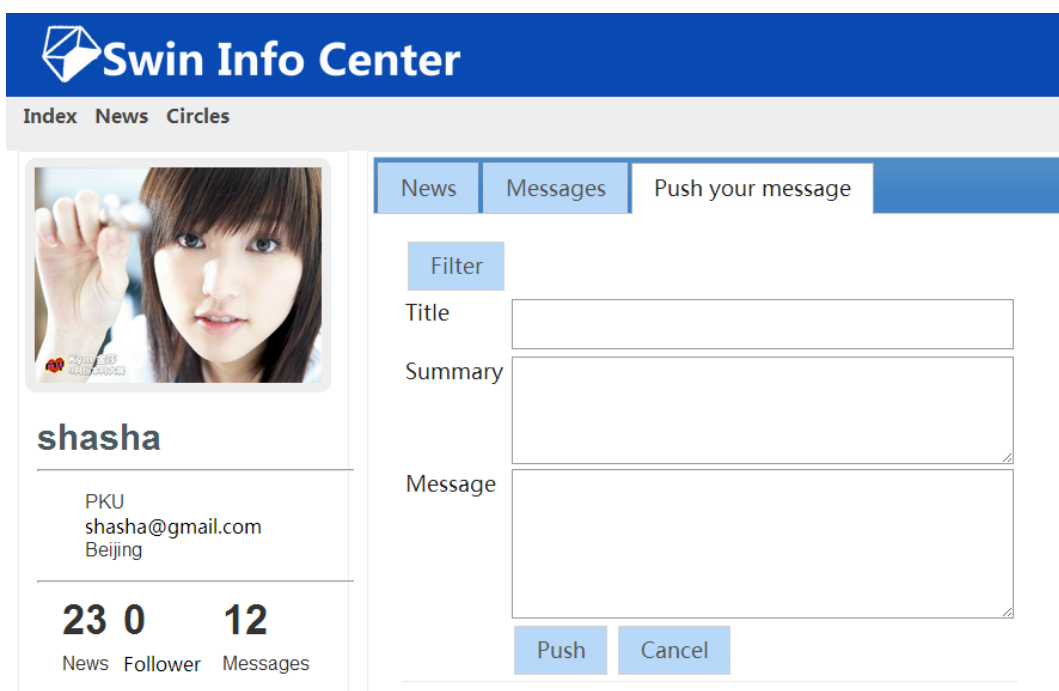 Swin Info Center
Index News Circles
News Messages Push your message
Filter
Title
Summary
Message
Push Cancel
shasha
PKU
shasha@gmail.com
Beijing
23 0 12
News Follower Messages